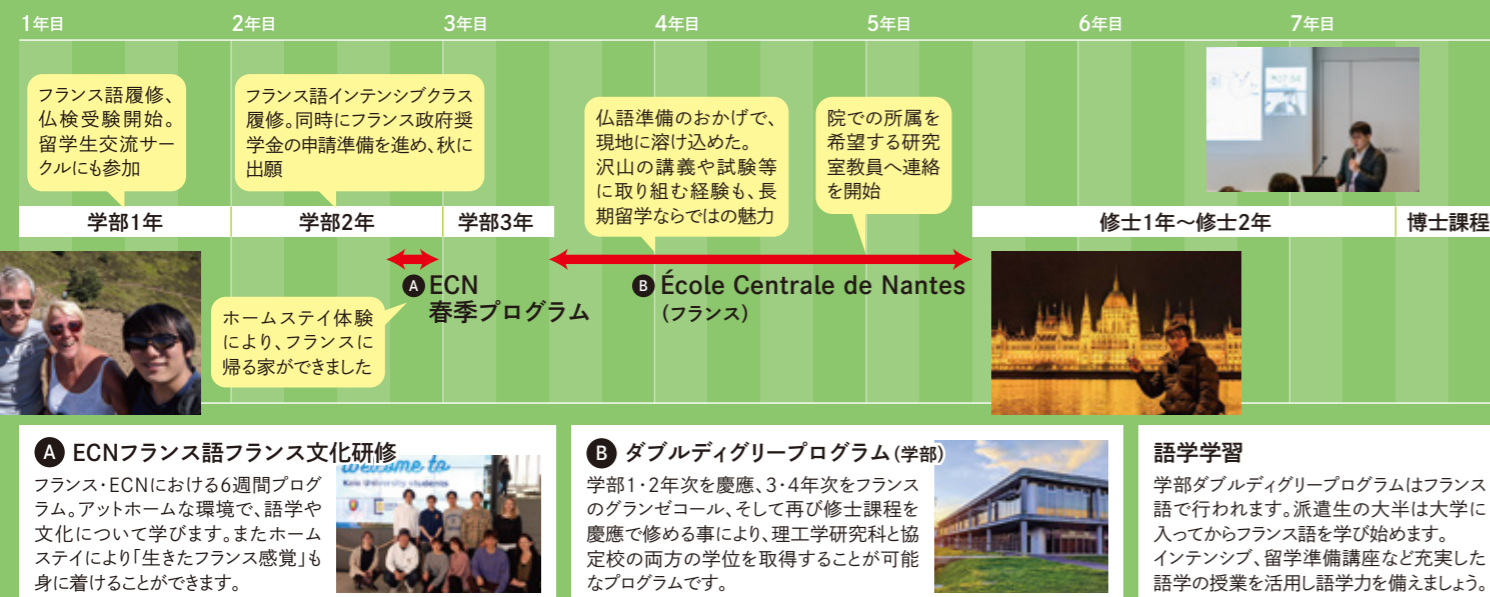 1年目
2年目
3年目
4年目
5年目
6年目
7年目
フランス語履修、
仏検受験開始。
留学生交流サー
クルにも参加
フランス語インテンシブクラス
履修。同時にフランス政府奨
学金の申請準備を進め、秋に
出願
仏語準備のおかげで、
現地に溶け込めた。
沢山の講義や試験等
に取り組む経験も、長
期留学ならではの魅力
院での所属を
希望する研究
室教員へ連絡
を開始
学部1年
学部2年
学部3年
修士1年〜修士2年
博士課程
A ECN
春季プログラム
B École Centrale de Nantes
(フランス)
ホームステイ体験
により、フランスに
帰る家ができました
A ECNフランス語フランス文化研修
フランス・ECNにおける6週間プログ
ラム。アットホームな環境で、語学や
文化について学びます。またホーム
ステイにより「生きたフランス感覚」も
身に着けることができます。
welcome to
Keio University students
B ダブルディグリープログラム(学部)
学部1・2年次を慶應、3・4年次をフランス
のグランゼコール、そして再び修士課程を
慶應で修める事により、理工学研究科と協
定校の両方の学位を取得することが可能
なプログラムです。
語学学習
学部ダブルディグリープログラムはフランス
語で行われます。派遣生の大半は大学に
入ってからフランス語を学び始めます。
インテンシブ、留学準備講座など充実した
語学の授業を活用し語学力を備えましょう。